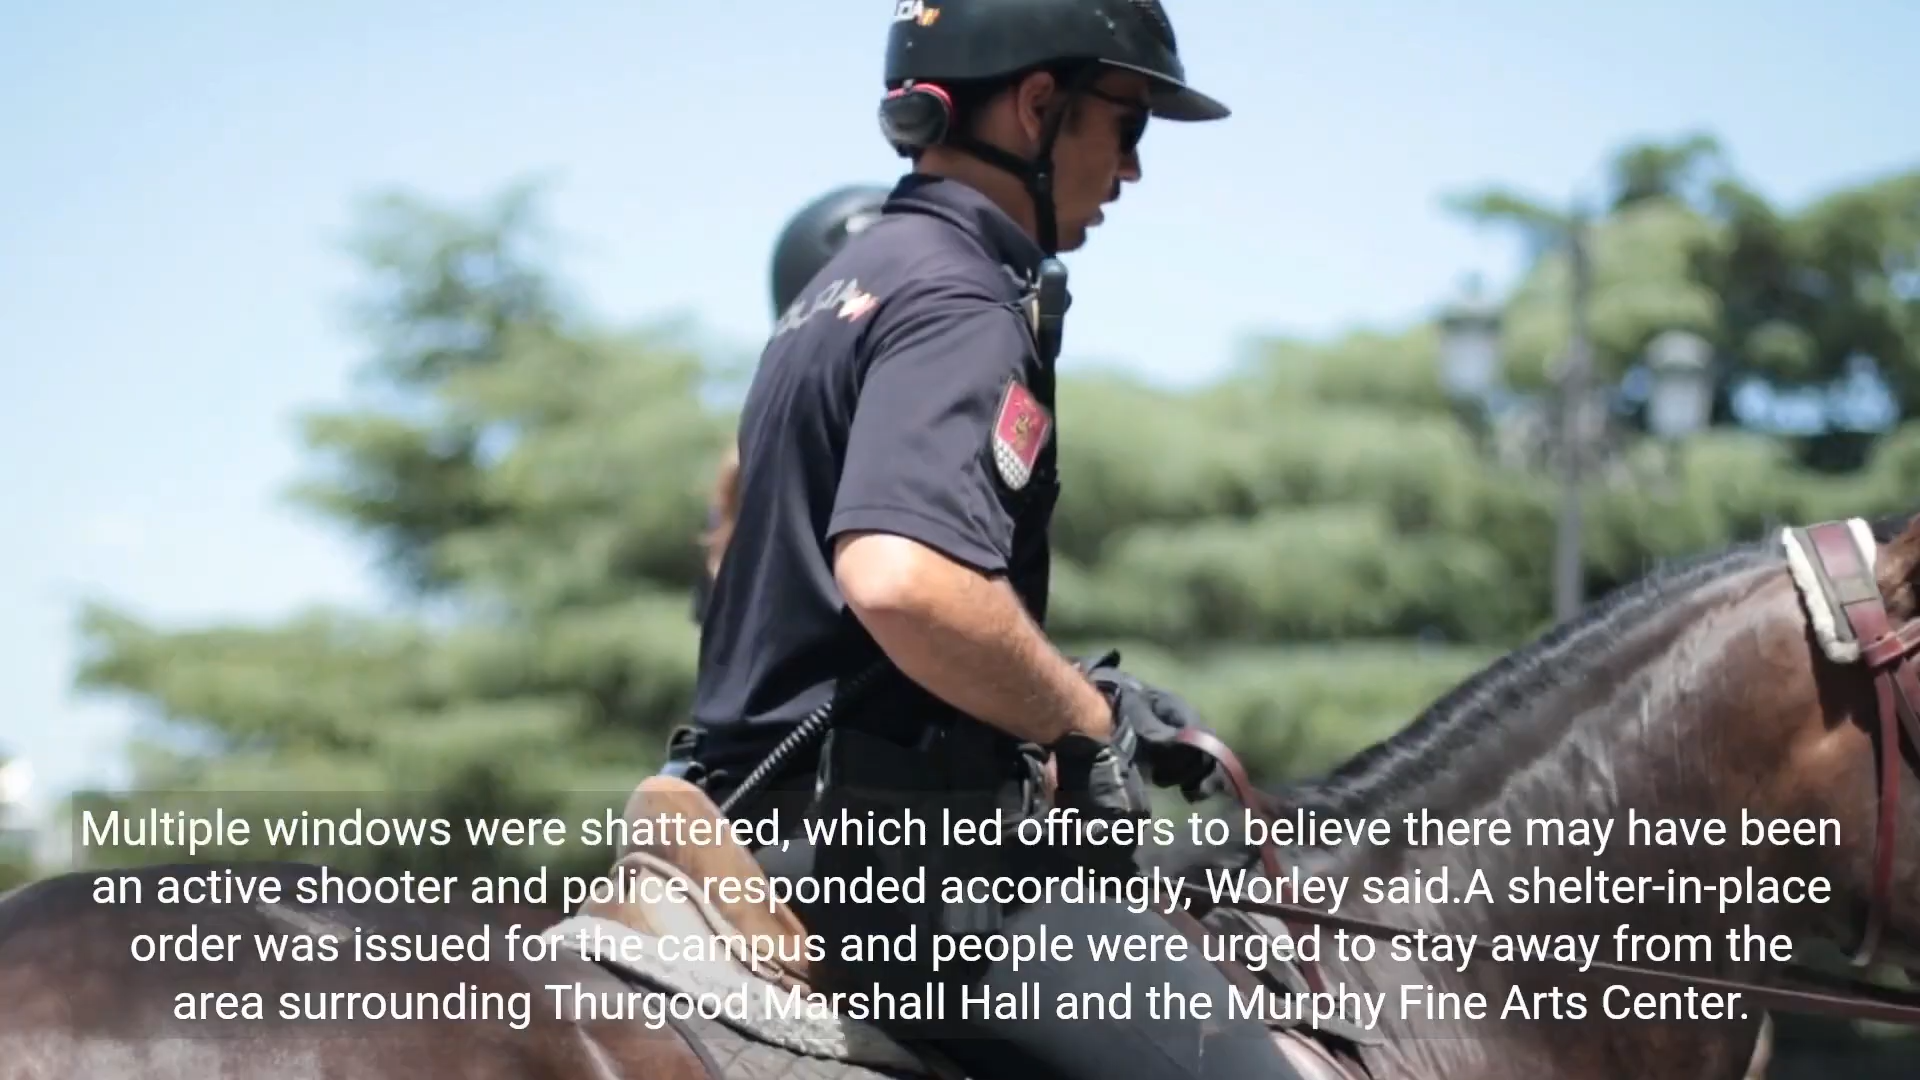 Multiple windows were shattered, which led officers to believe there may have been
an active shooter and police responded accordingly, Worley said.A shelter-in-place
order was issued for the campus and people were urged to stay away from the
area surrounding Thurgood Marshall Hall and the Murphy Fine Arts Center.